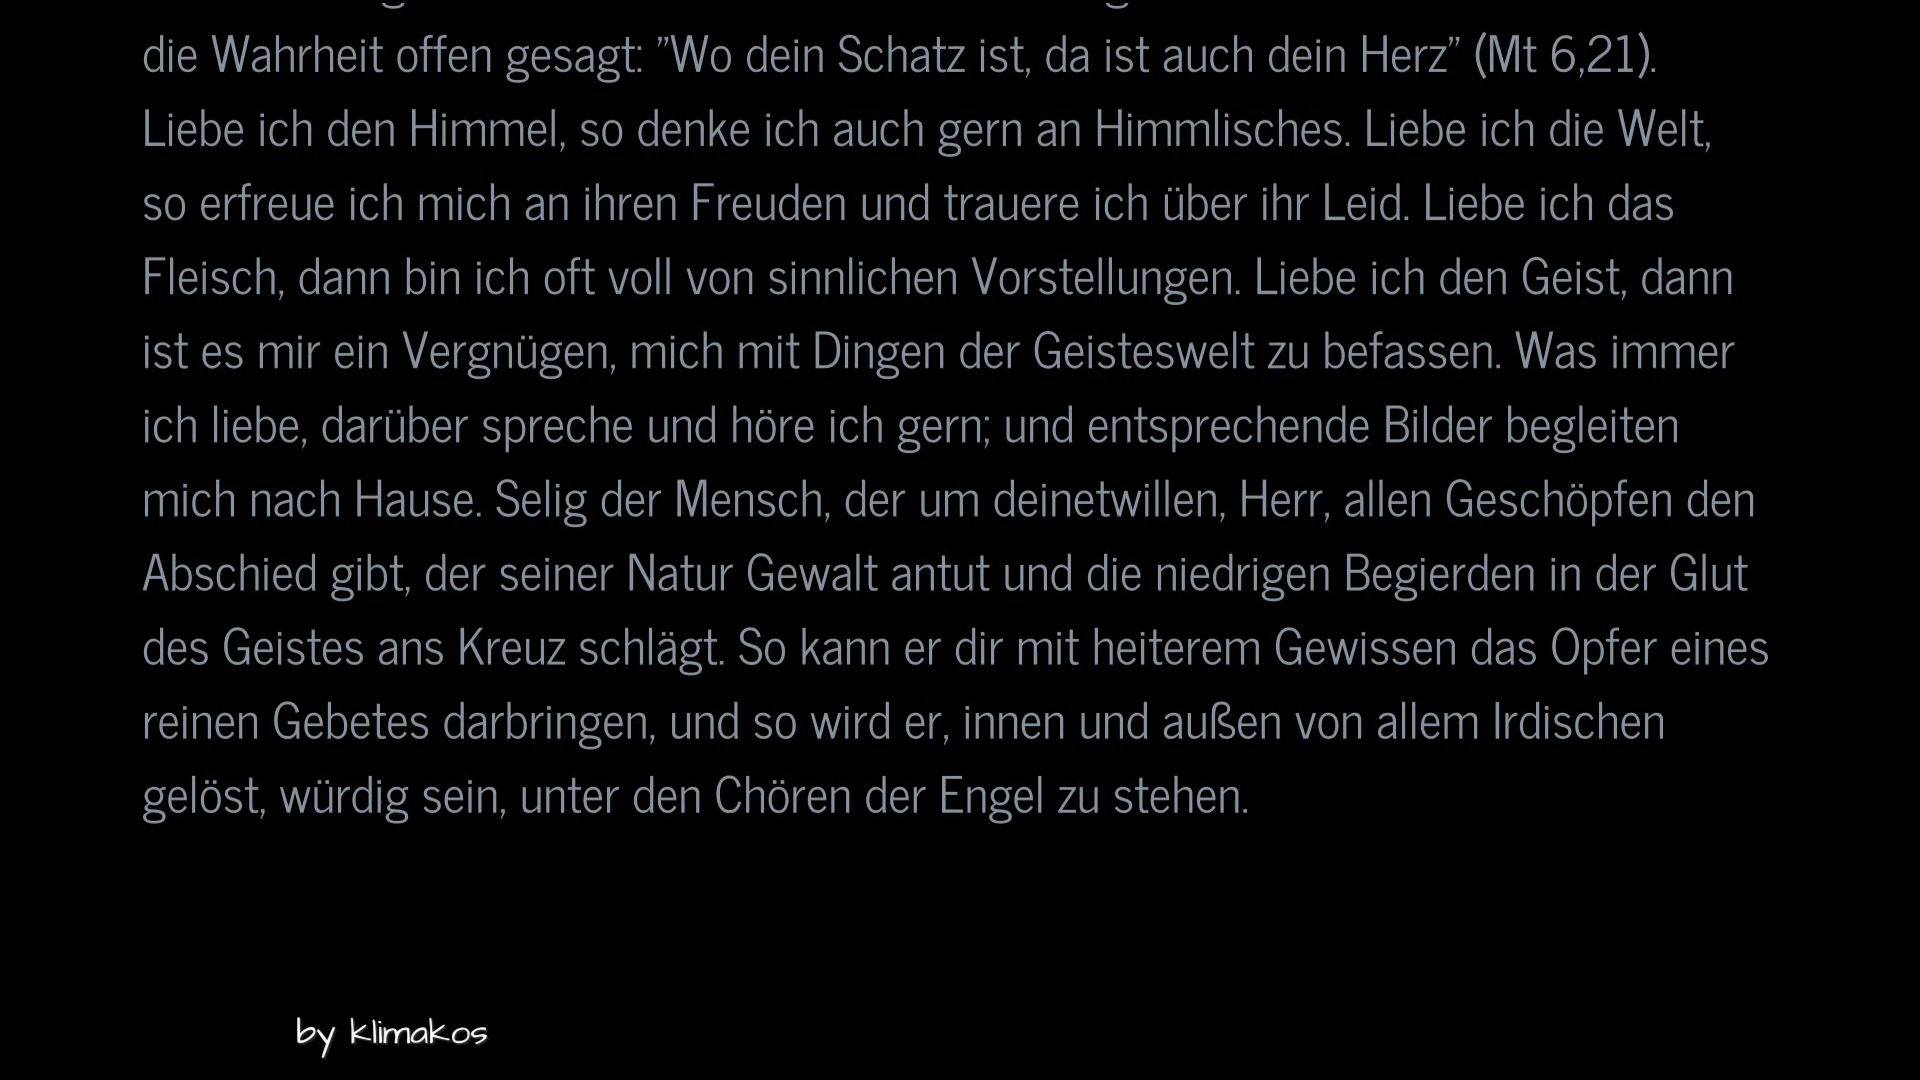 die Wahrheit offen gesagt: "Wo dein Schatz ist, da ist auch dein Herz" (Mt 6,21).
Liebe ich den Himmel, so denke ich auch gern an Himmlisches. Liebe ich die Welt,
so erfreue ich mich an ihren Freuden und trauere ich über ihr Leid. Liebe ich das
Fleisch, dann bin ich oft voll von sinnlichen Vorstellungen. Liebe ich den Geist, dann
ist es mir ein Vergnügen, mich mit Dingen der Geisteswelt zu befassen. Was immer
ich liebe, darüber spreche und höre ich gern; und entsprechende Bilder begleiten
mich nach Hause. Selig der Mensch, der um deinetwillen, Herr, allen Geschöpfen den
Abschied gibt, der seiner Natur Gewalt antut und die niedrigen Begierden in der Glut
des Geistes ans Kreuz schlägt. So kann er dir mit heiterem Gewissen das Opfer eines
reinen Gebetes darbringen, und so wird er, innen und außen von allem Irdischen
gelöst, würdig sein, unter den Chören der Engel zu stehen.
by klimakos